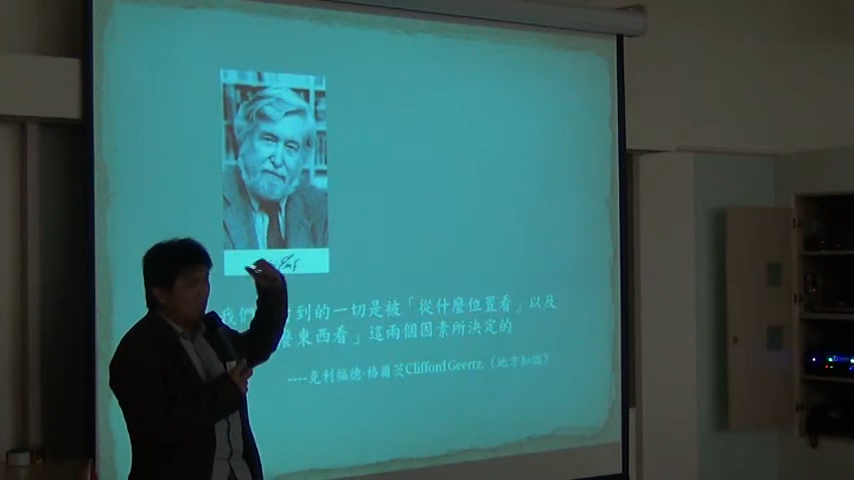 我們 到的一切是被「從什麼位置看」以及
麼東西看」這兩個因素所決定的
----克利福德·格爾茨Clifford Geertz,《地方知識》